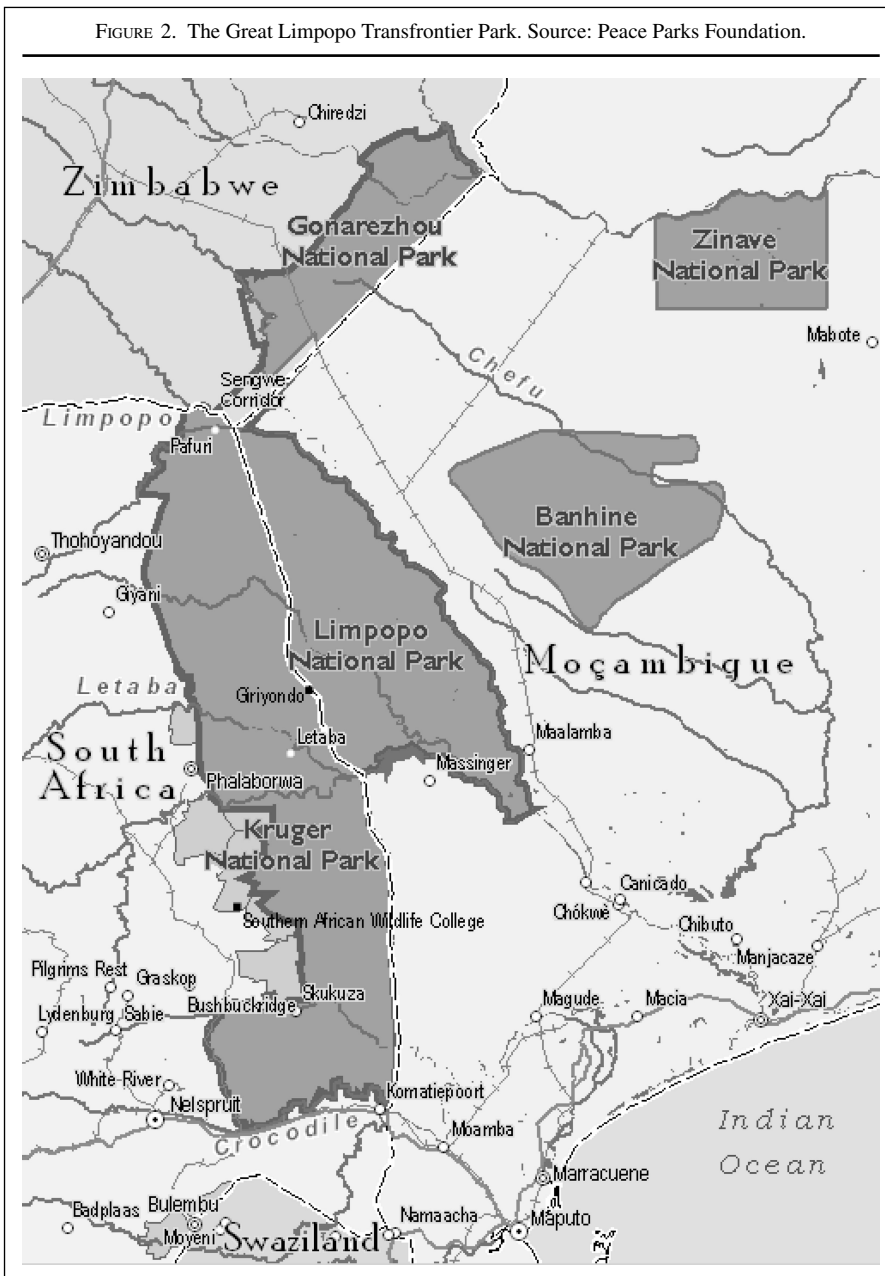 FIGURE 2. The Great Limpopo Transfrontier Park. Source: Peace Parks Foundation.
Chiredzi
Zimbabwe
Gonarezhou
National Park
Zinave
National Park
Mabote
Chefu
Sengwe-
Corridor
Limpopo
Pafuri
Thohoyandou
Banhine
National Park
Giyani
Limpopo
National Park
Moçambique
Letaba
Giriyondo
South
Africa
Letaba
Maalamba
Massinger
Phalaborwa
Kruger
National Park
Canicado
Chókwè
Southern African Wildlife College
Chibuto
Manjacaze
Pilgrims Rest
Graskop
Skukuza
Bushbuckridge
Lydenburg
Sabie
Magude
Macia
Xai-Xai
White-River
Nelspruit
Komatiepoort
Crocodile
Moamba
Indian
Ocean
Marracuene
Badplaas
Bulembu
Moyeni
Swaziland
Namaacha
Maputo